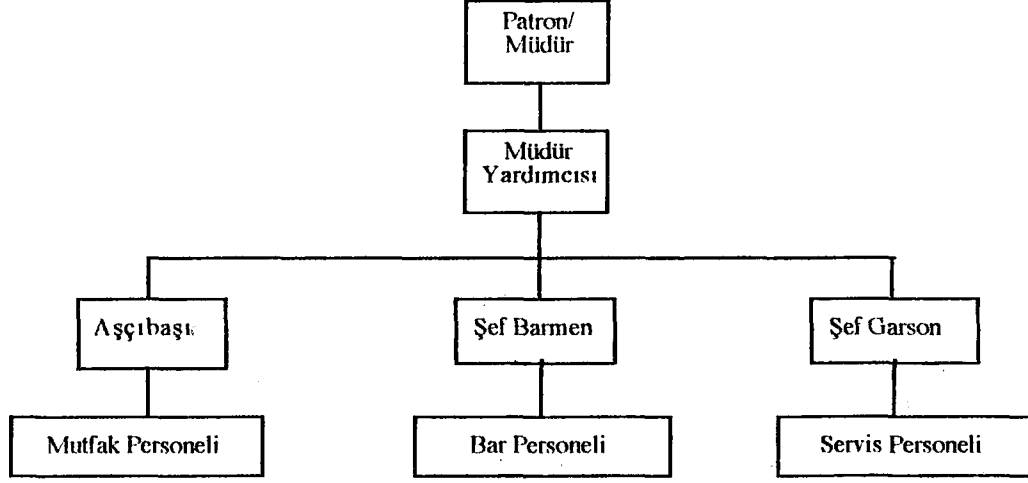 Patron/
Müdür
Müdür
Yardımcısı
Aşçıbaşı
Şef Barmen
Şef Garson
Mutfak Personeli
Bar Personeli
Servis Personeli